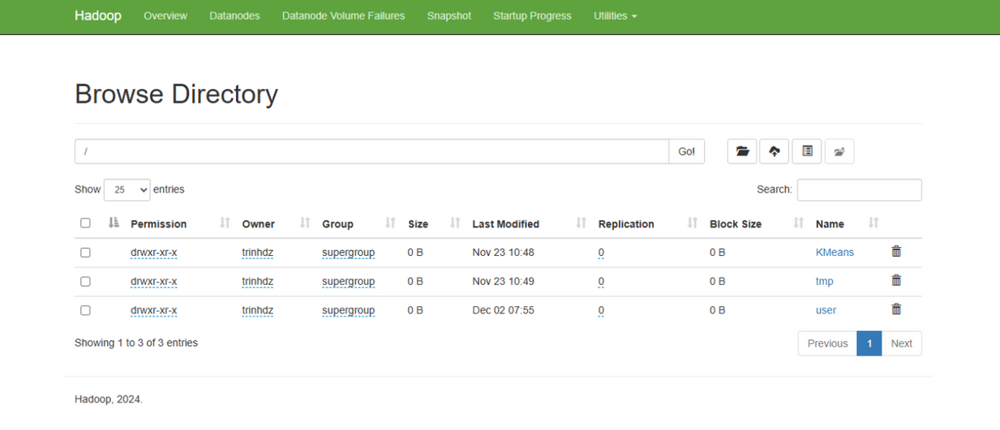 Hadoop Overview Datanodes Datanode Volume Failures Snapshot Startup Progress Utilities
Browse Directory
/ Go!
Show 25 entries Search:
Permission Owner Group Size Last Modified Replication Block Size Name
drwxr-xr-x trinhdz supergroup 0 B Nov 23 10:48 0 0 B KMeans
drwxr-xr-x trinhdz supergroup 0 B Nov 23 10:49 0 0 B tmp
drwxr-xr-x trinhdz supergroup 0 B Dec 02 07:55 0 0 B user
Showing 1 to 3 of 3 entries Previous 1 Next
Hadoop, 2024.